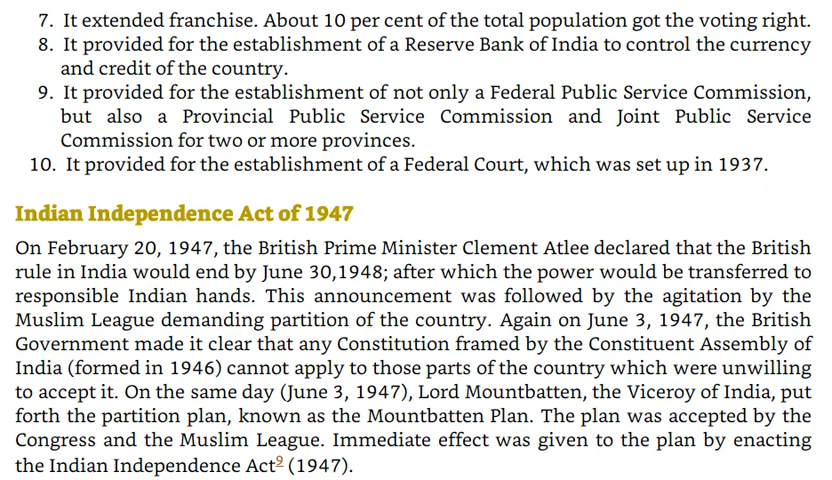 7. It extended franchise. About 10 per cent of the total population got the voting right.
8. It provided for the establishment of a Reserve Bank of India to control the currency
and credit of the country.
9. It provided for the establishment of not only a Federal Public Service Commission,
but also a Provincial Public Service Commission and Joint Public Service
Commission for two or more provinces.
10. It provided for the establishment of a Federal Court, which was set up in 1937.
Indian Independence Act of 1947
On February 20, 1947, the British Prime Minister Clement Atlee declared that the British
rule in India would end by June 30,1948; after which the power would be transferred to
responsible Indian hands. This announcement was followed by the agitation by the
Muslim League demanding partition of the country. Again on June 3, 1947, the British
Government made it clear that any Constitution framed by the Constituent Assembly of
India (formed in 1946) cannot apply to those parts of the country which were unwilling
to accept it. On the same day (June 3, 1947), Lord Mountbatten, the Viceroy of India, put
forth the partition plan, known as the Mountbatten Plan. The plan was accepted by the
Congress and the Muslim League. Immediate effect was given to the plan by enacting
the Indian Independence Act9 (1947).